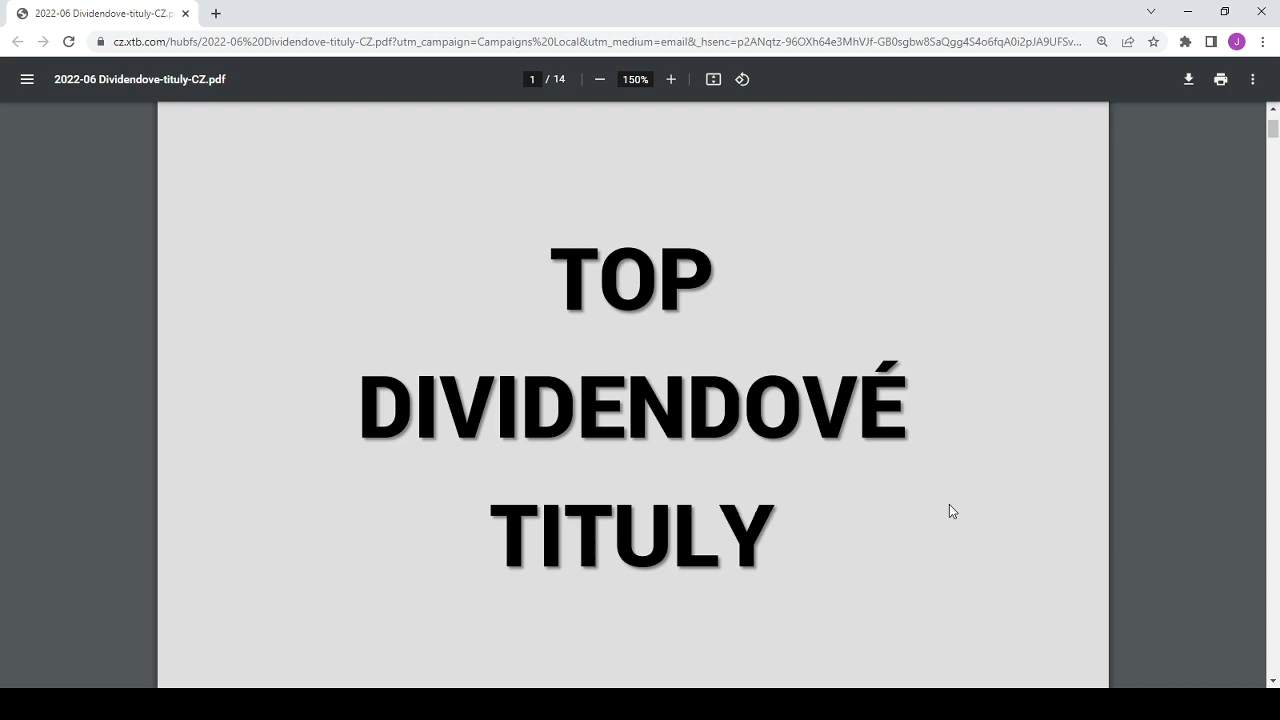 2022-06 Dividendove-tituly-CZ.p
cz.xtb.com/hubfs/2022-06%20Dividendove-tituly-CZ.pdf?utm_campaign=Campaigns%20Local&utm_medium=email&_hsenc=p2ANqtz-96OXh64e3MhVJf-GB0sgbw8SaQgg4S4o6fqA0i2pJA9UFSv...
J
2022-06 Dividendove-tituly-CZ.pdf
1 / 14
150%
TOP
DIVIDENDOVÉ
TITULY